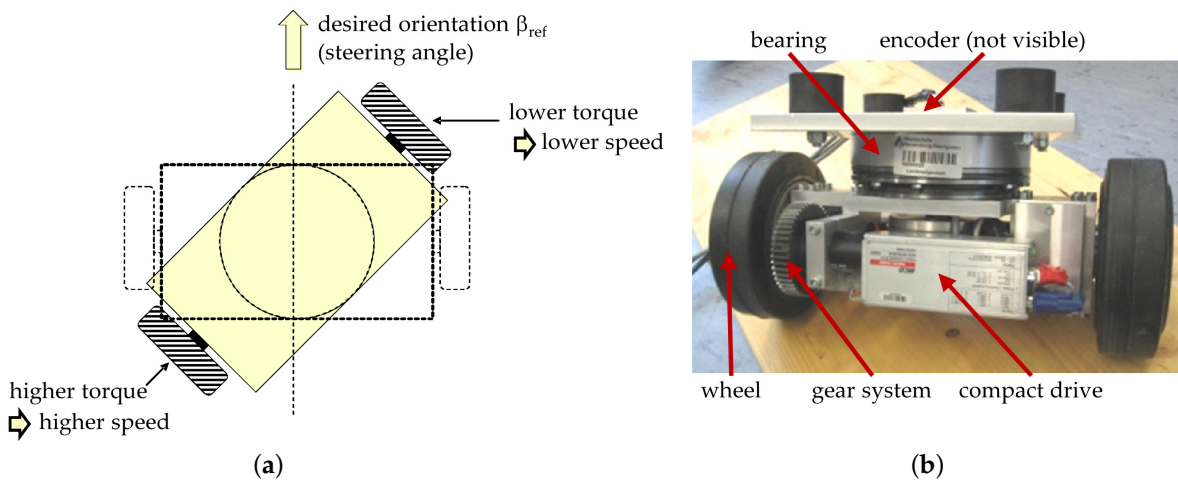 desired orientation βref
(steering angle)
lower torque
lower speed
higher torque
higher speed
(a)
bearing
encoder (not visible)
wheel
gear system
compact drive
(b)